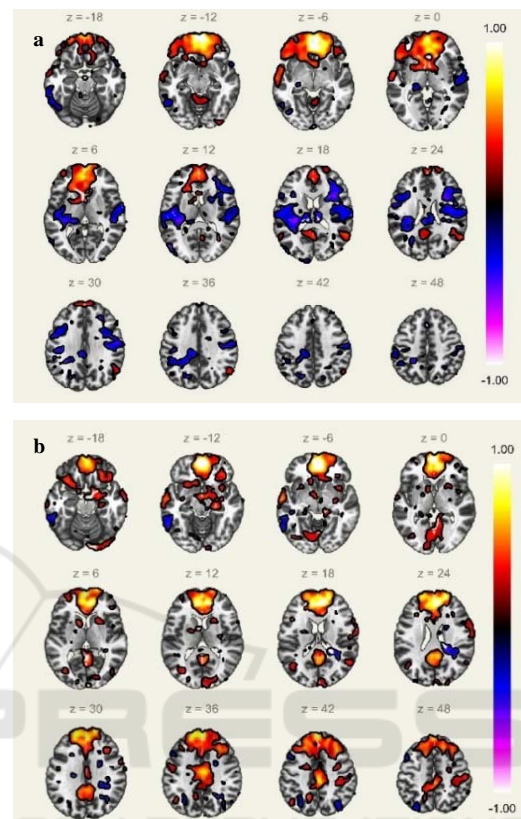 a
z = -18 z = -12 z = -6 z = 0
1.00
z = 6 z = 12 z = 18 z = 24
z = 30 z = 36 z = 42 z = 48
-1.00
b
z = -18 z = -12 z = -6 z = 0
1.00
z = 6 z = 12 z = 18 z = 24
z = 30 z = 36 z = 42 z = 48
-1.00
PRESS